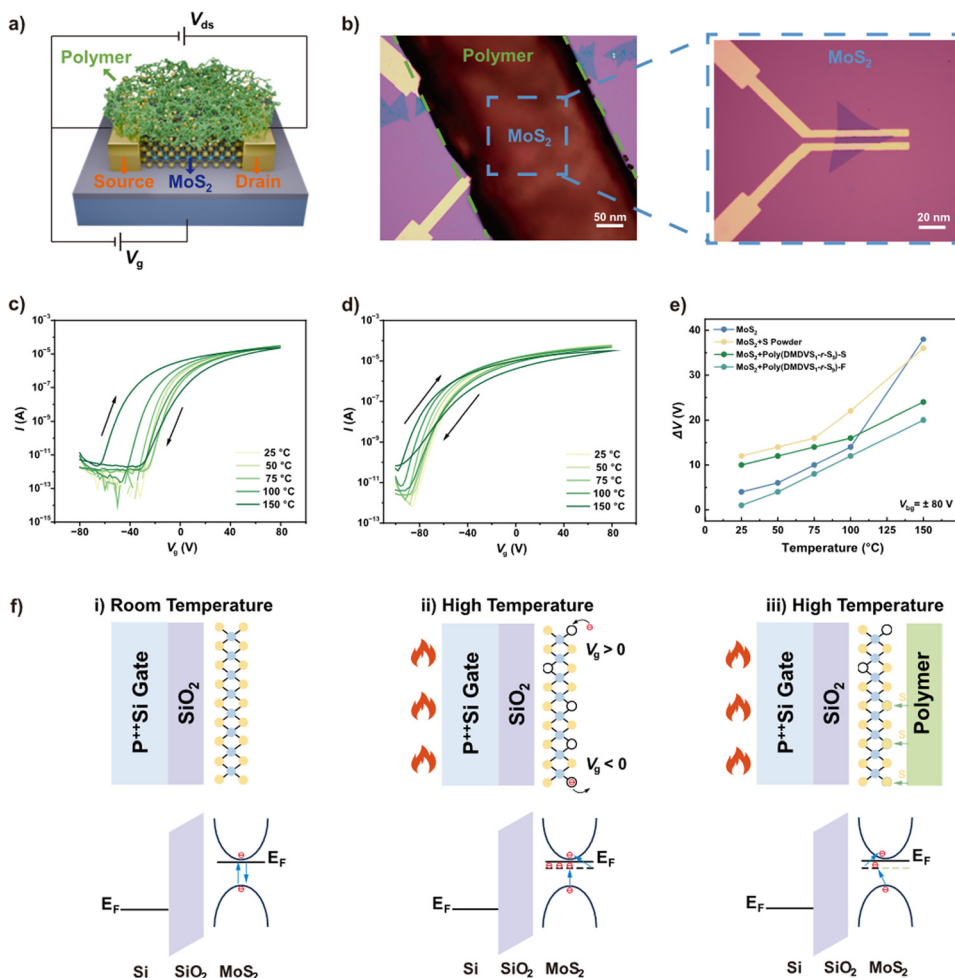 a)
V_ds
Polymer
Source
MoS₂
Drain
V_g
b)
Polymer
MoS₂
50 nm
MoS₂
20 nm
c)
10⁻³
10⁻⁵
10⁻⁷
10⁻⁹
10⁻¹¹
10⁻¹³
10⁻¹⁵
I (A)
25 °C
50 °C
75 °C
100 °C
150 °C
−80 −40 0 40 80
V_g (V)
d)
10⁻³
10⁻⁵
10⁻⁷
10⁻⁹
10⁻¹¹
10⁻¹³
I (A)
25 °C
50 °C
75 °C
100 °C
150 °C
−80 −40 0 40 80
V_g (V)
e)
40
30
20
10
0
ΔV (V)
MoS₂
MoS₂+S Powder
MoS₂+Poly(DMDVS₁-r-S₈)-S
MoS₂+Poly(DMDVS₁-r-S₈)-F
V_bg= ± 80 V
25 50 75 100 125 150
Temperature (°C)
f)
i) Room Temperature
P⁺⁺Si Gate
SiO₂
E_F
E_F
Si SiO₂ MoS₂
ii) High Temperature
P⁺⁺Si Gate
SiO₂
V_g > 0
V_g < 0
E_F
E_F
Si SiO₂ MoS₂
iii) High Temperature
P⁺⁺Si Gate
SiO₂
S
S
S
Polymer
E_F
E_F
Si SiO₂ MoS₂